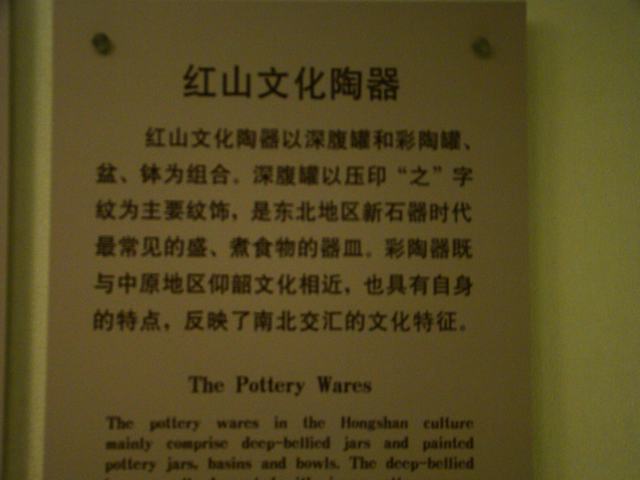 红山文化陶器
红山文化陶器以深腹罐和彩陶罐、
盆、钵为组合。深腹罐以压印“之”字
纹为主要纹饰，是东北地区新石器时代
最常见的盛、煮食物的器皿。彩陶器既
与中原地区仰韶文化相近，也具有自身
的特点，反映了南北交汇的文化特征。
The Pottery Wares
The pottery wares in the Hongshan culture
mainly comprise deep-bellied jars and painted
pottery jars, basins and bowls. The deep-bellied